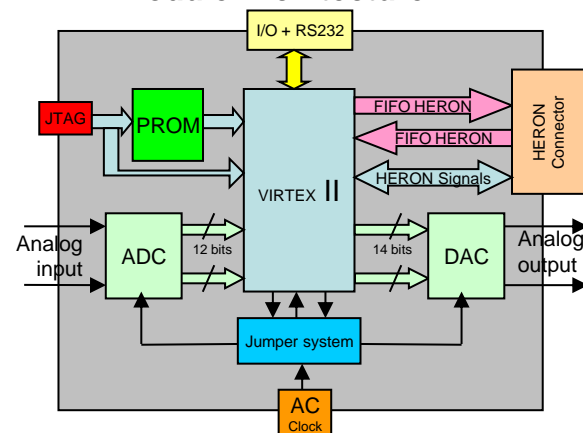 I/O + RS232
JTAG
PROM
FIFO HERON
FIFO HERON
HERON Signals
HERON
Connector
VIRTEX II
Analog
input
ADC
12 bits
14 bits
DAC
Analog
output
Jumper system
AC
Clock